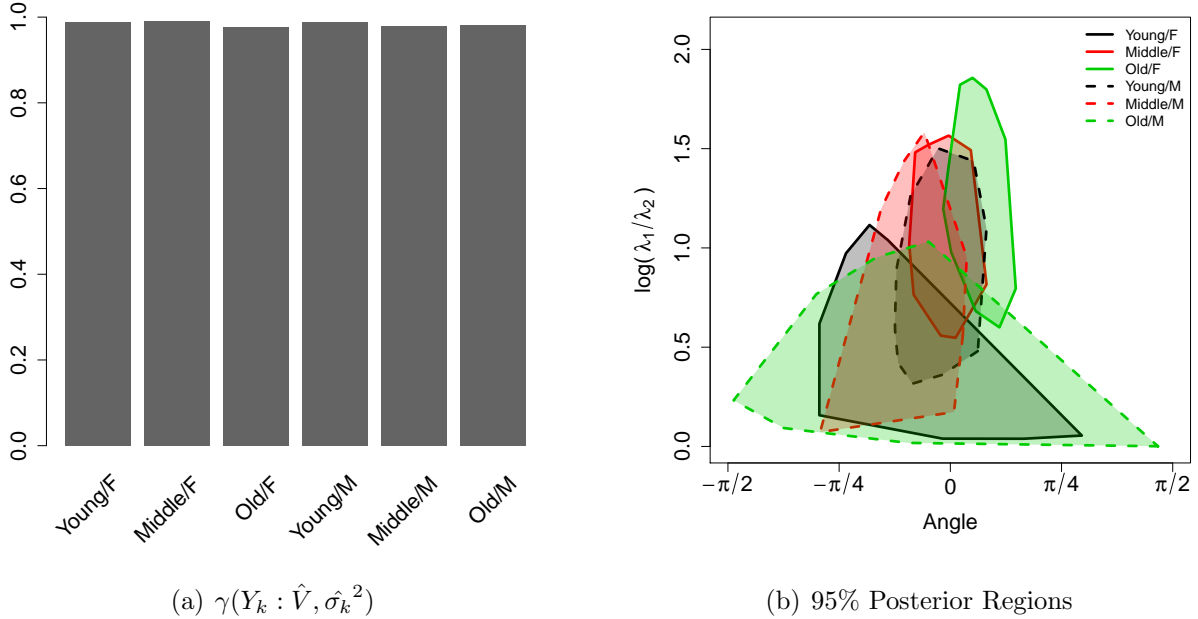 0.0
0.2
0.4
0.6
0.8
1.0
Young/F
Middle/F
Old/F
Young/M
Middle/M
Old/M
(a) γ(Y_k : V̂, σ̂_k²)
log( λ₁/λ₂ )
0.0
0.5
1.0
1.5
2.0
Young/F
Middle/F
Old/F
Young/M
Middle/M
Old/M
−π/2
−π/4
0
π/4
π/2
Angle
(b) 95% Posterior Regions